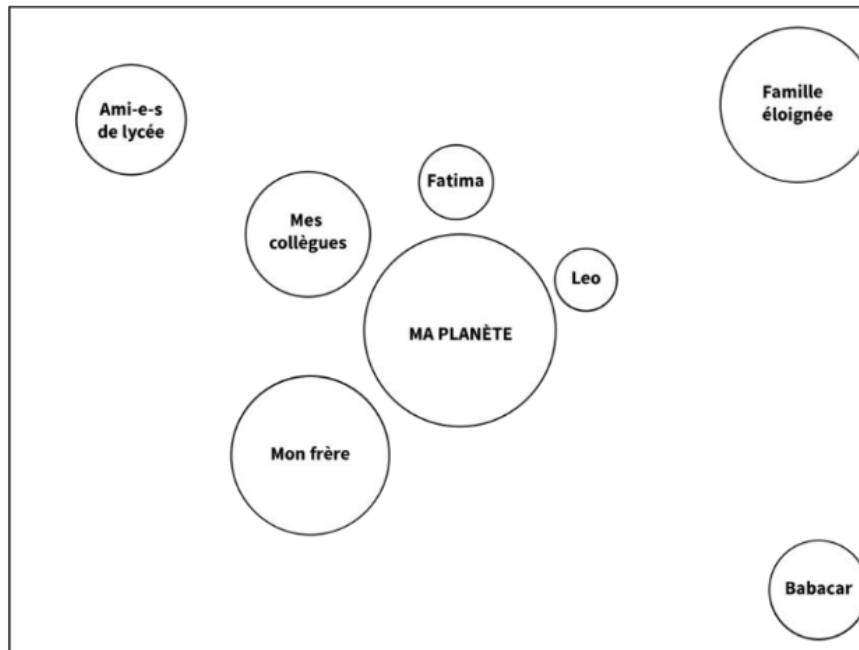 Ami-e-s
de lycée
Famille
éloignée
Fatima
Mes
collègues
Leo
MA PLANÈTE
Mon frère
Babacar